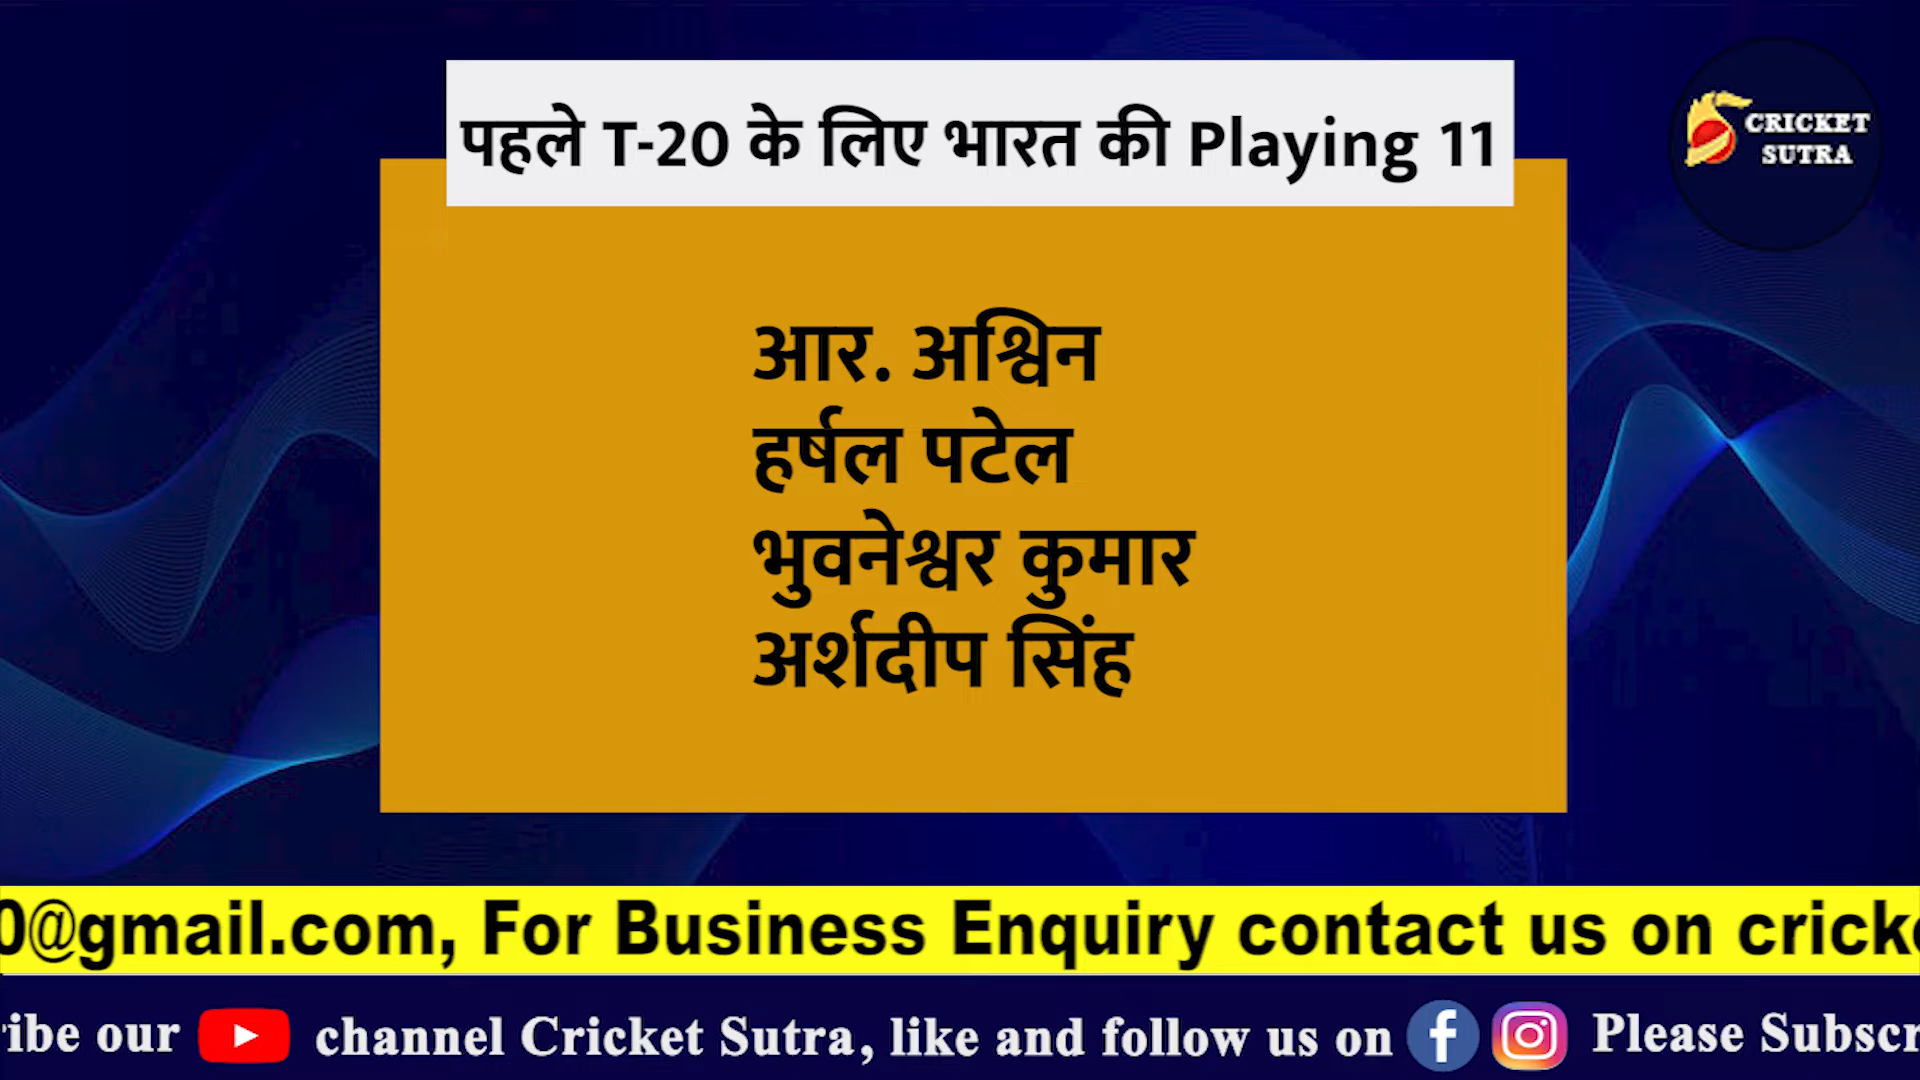 पहले T-20 के लिए भारत की Playing 11
CRICKET
SUTRA
आर. अश्विन
हर्षल पटेल
भुवनेश्वर कुमार
अर्शदीप सिंह
0@gmail.com, For Business Enquiry contact us on cricke
ribe our channel Cricket Sutra, like and follow us on Please Subscr